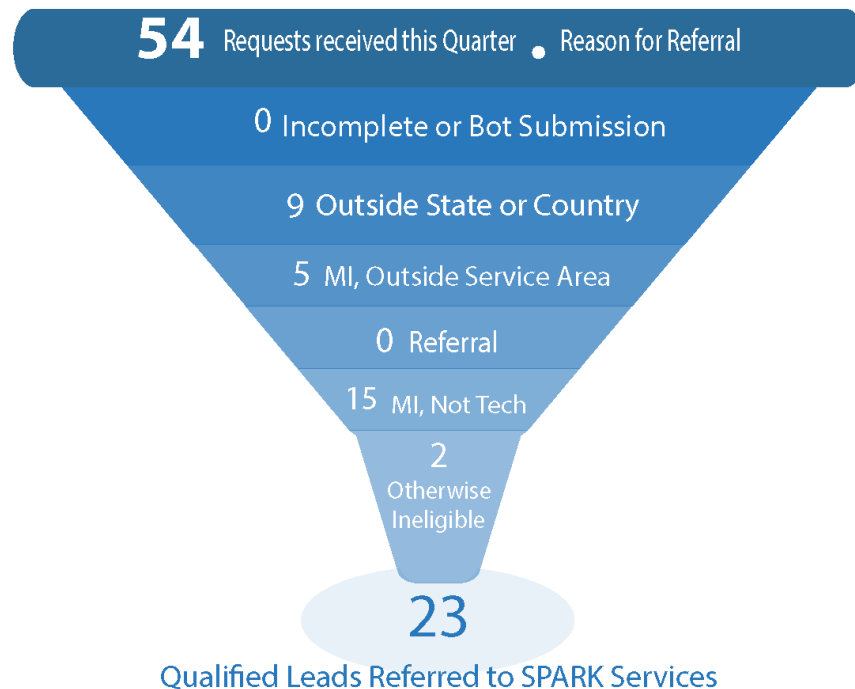 54 Requests received this Quarter . Reason for Referral
0 Incomplete or Bot Submission
9 Outside State or Country
5 MI, Outside Service Area
0 Referral
15 MI, Not Tech
2
Otherwise
Ineligible
23
Qualified Leads Referred to SPARK Services